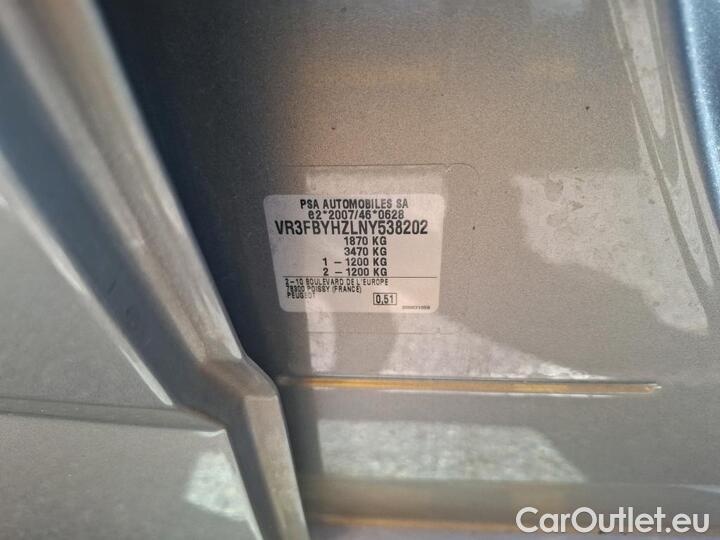 PSA AUTOMOBILES SA
e2*2007/46*0628
VR3FBYHZLNY538202
1870 KG
3470 KG
1 - 1200 KG
2 - 1200 KG
2-10 BOULEVARD DE L'EUROPE
78300 POISSY (FRANCE)
PEUGEOT
0,51
CarOutlet.eu